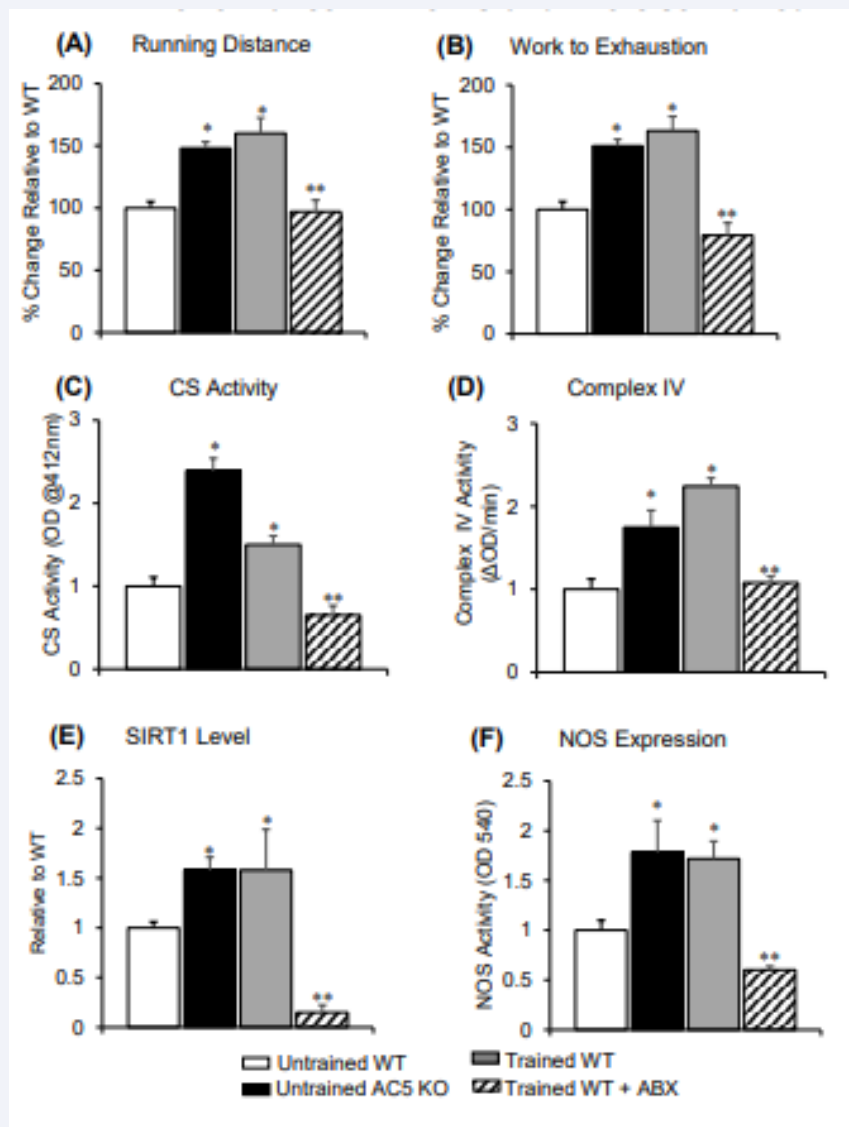 (A) Running Distance
% Change Relative to WT
200
150
100
50
0
*
*
**
(B) Work to Exhaustion
% Change Relative to WT
200
150
100
50
0
*
*
**
(C) CS Activity
CS Activity (OD @412nm)
3
2
1
0
*
*
**
(D) Complex IV
Complex IV Activity
(ΔOD/min)
3
2
1
0
*
*
**
(E) SIRT1 Level
Relative to WT
2.5
2
1.5
1
0.5
0
*
*
**
(F) NOS Expression
NOS Activity (OD 540)
2.5
2
1.5
1
0.5
0
*
*
**
Untrained WT
Trained WT
Untrained AC5 KO
Trained WT + ABX